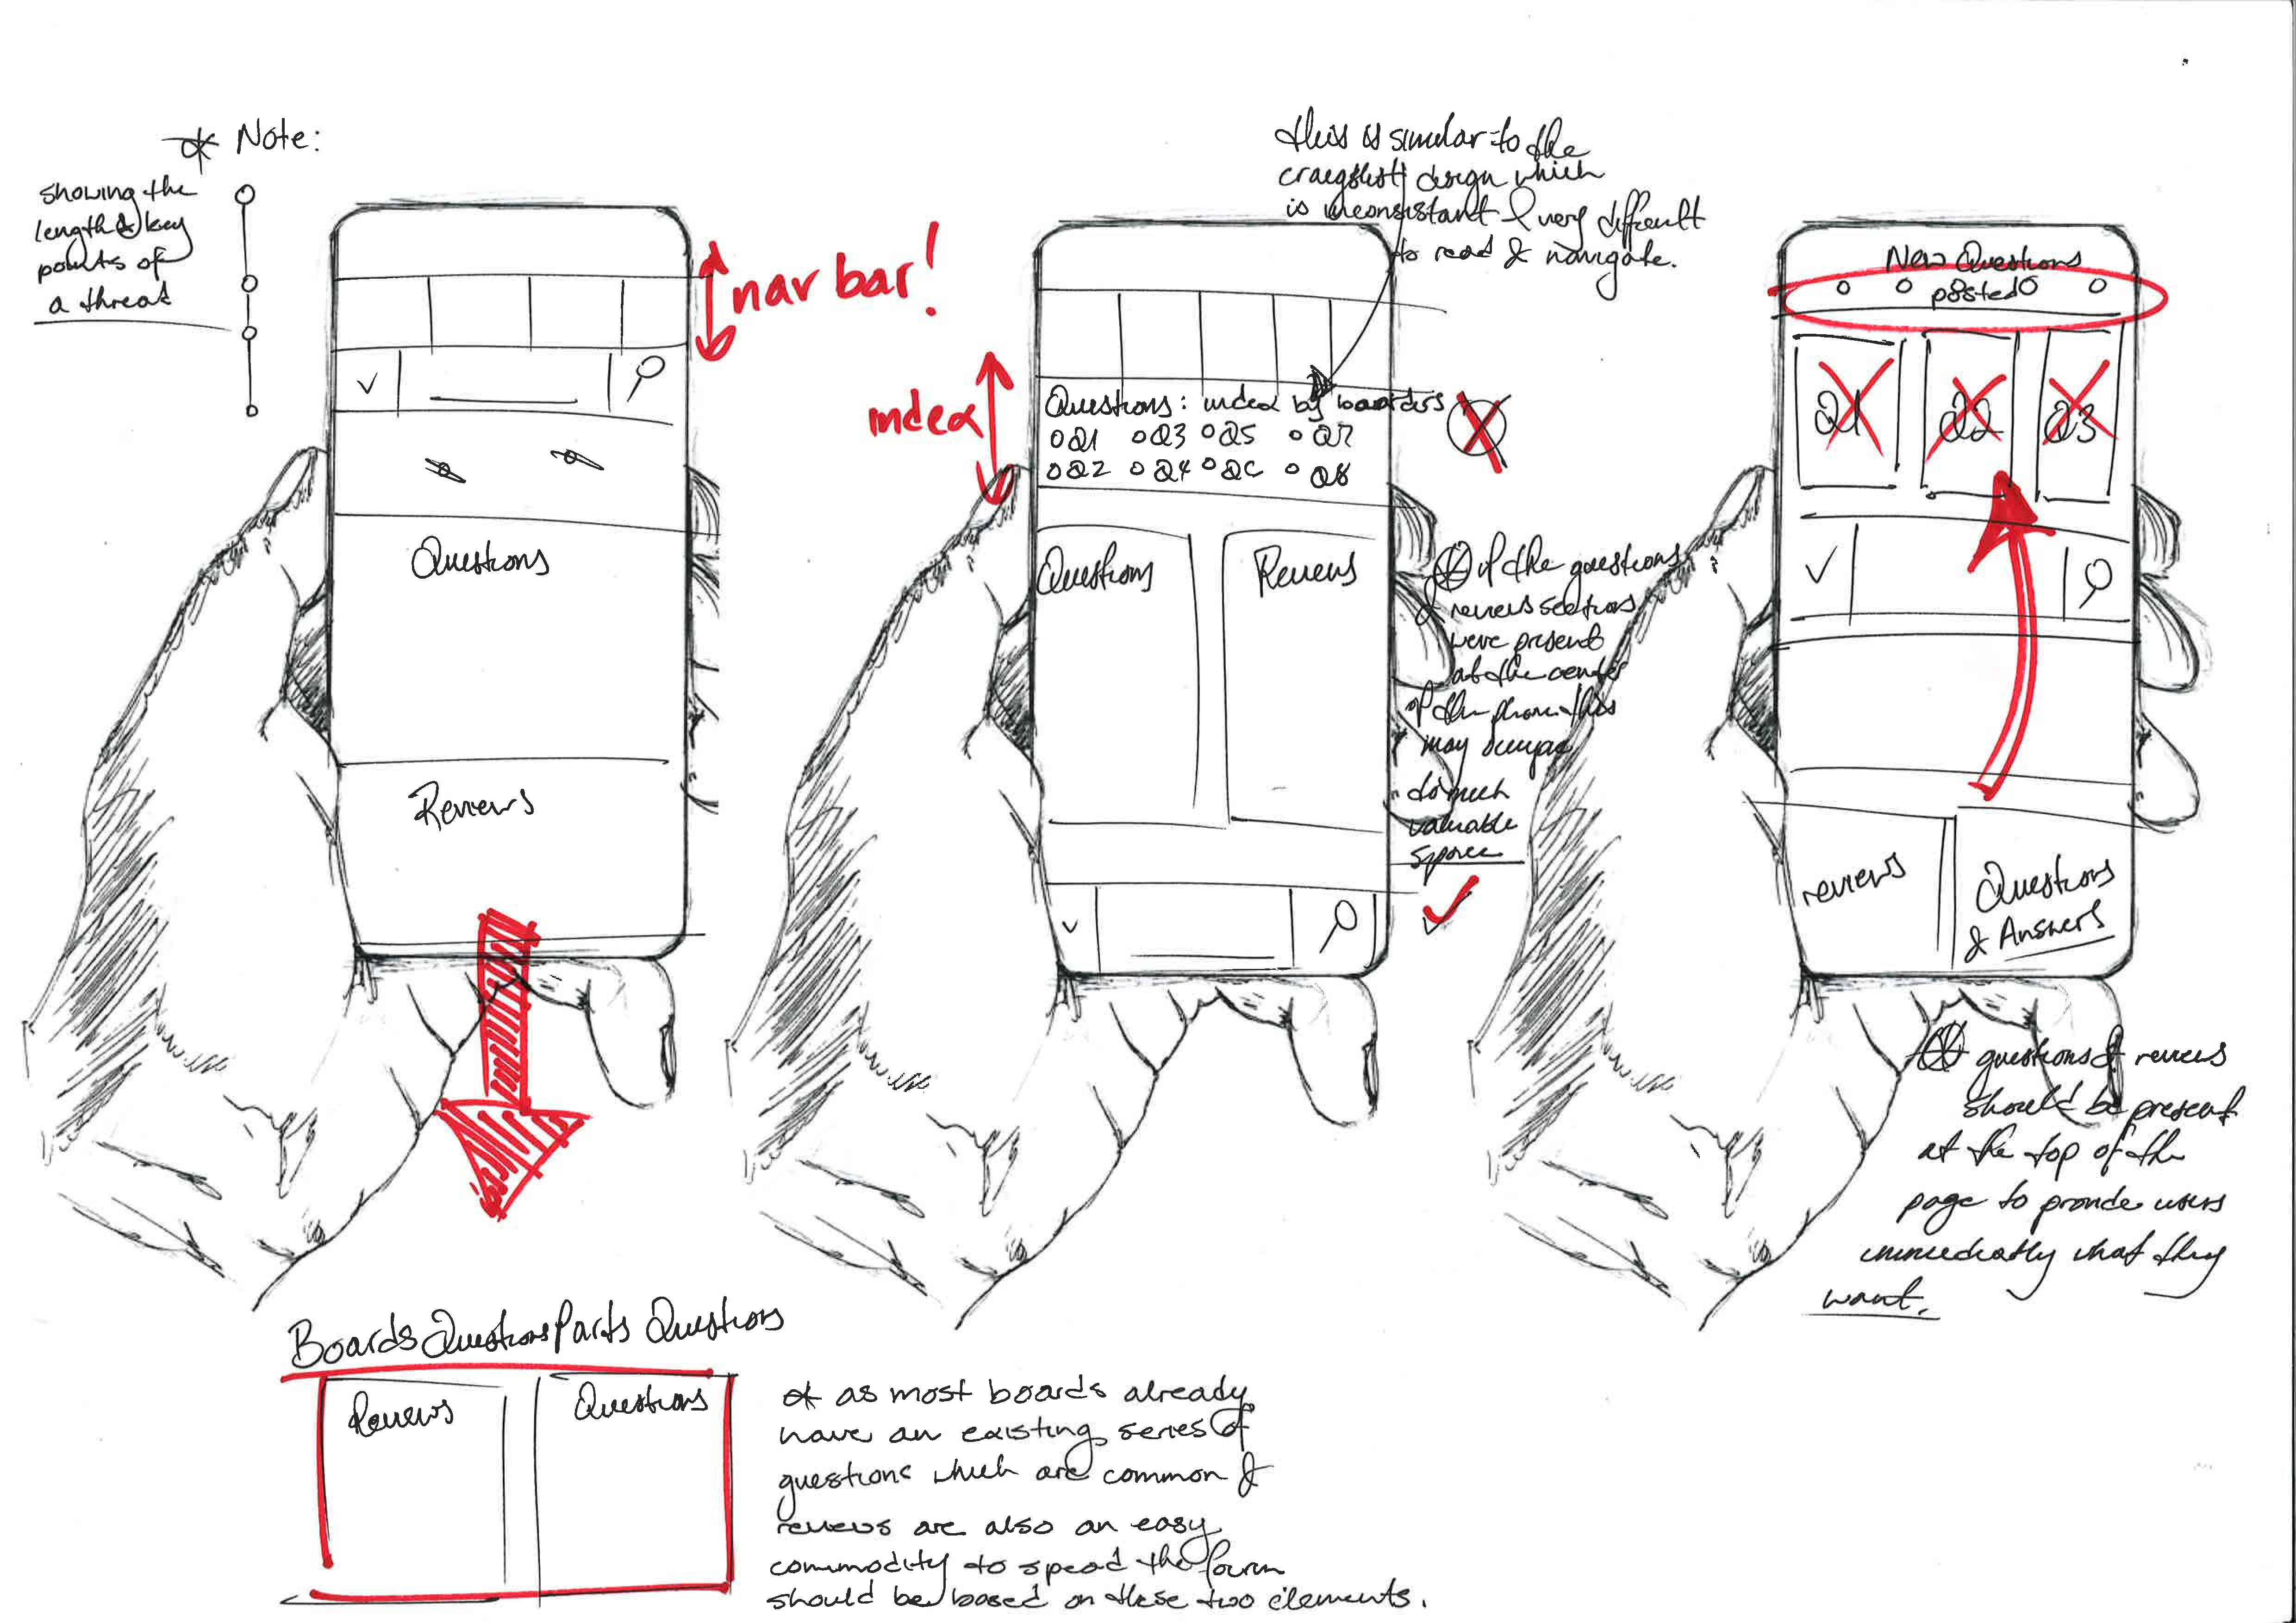 * Note:
showing the
length & key
points of
a threat
nav bar!
Questions
Reviews
this is similar to the
craigslist design which
is inconsistant & very difficult
to read & navigate.
index
Questions: index by boarders
Q1 Q3 Q5 Q7
Q2 Q4 Q6 Q8
Questions
Reviews
* if the questions
& reviews sections
were present
at the center
of the phone this
may occupy
to much
valuable
space
New Questions
posted
Q1
Q2
Q3
reviews
Questions
& Answers
* questions & reviews
should be present
at the top of the
page to provide users
immediatly what they
want.
Boards Questions Parts Questions
Reviews
Questions
* as most boards already
have an existing series of
questions which are common &
reviews are also an easy
commodity to spead the forum
should be based on these two elements.